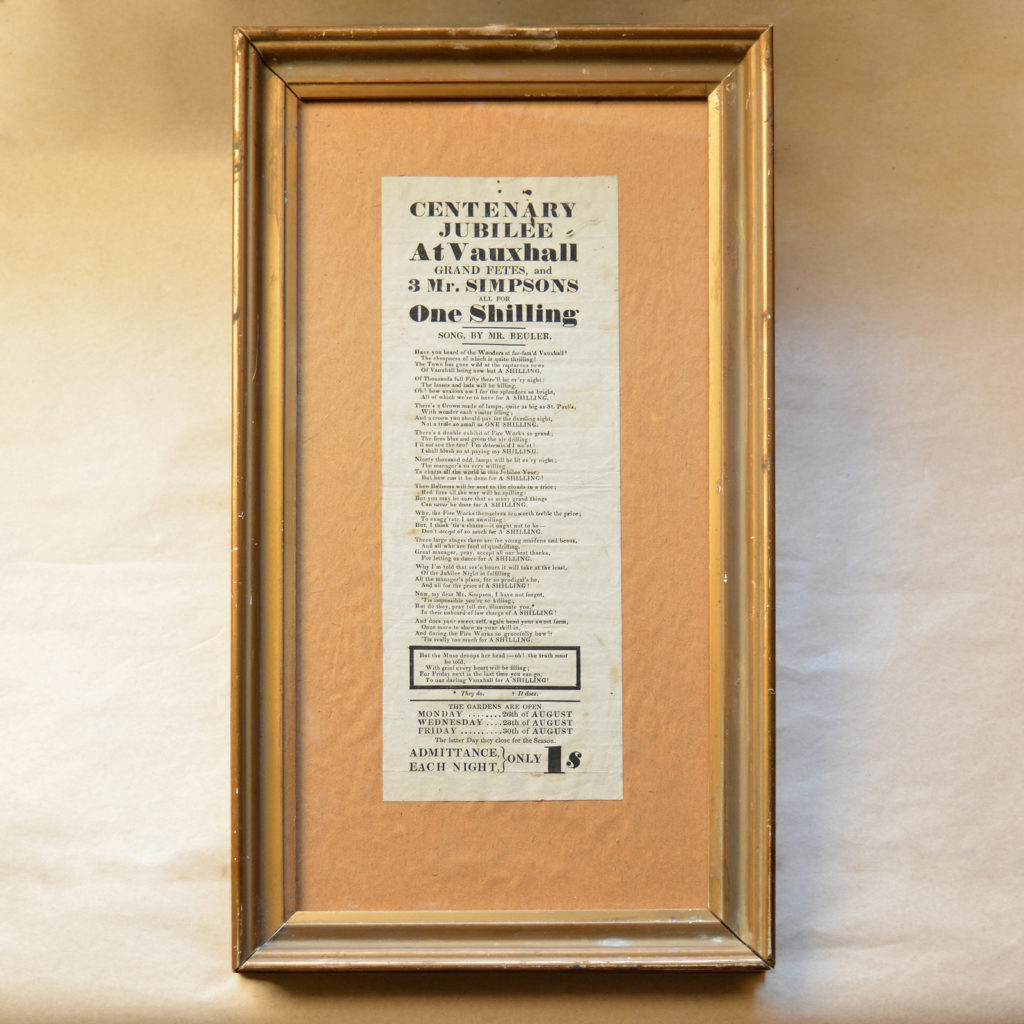 CENTENARY
JUBILEE
At Vauxhall
GRAND FETES, and
3 Mr. SIMPSONS
ALL FOR
One Shilling
SONG, BY MR. BEULER.
Have you heard of the Wonders at far-fam'd Vauxhall?
The cheapness of which is quite thrilling!
The Town has gone wild at the rapturous news
Of Vauxhall being now but A SHILLING.
Of Thousands full Fifty there'll be ev'ry night:
The lasses and lads will be billing,
Oh! how anxious am I for the splendors so bright,
All of which we're to have for A SHILLING.
There's a Crown made of lamps, quite as big as St. Paul's,
With wonder each visitor filling;
And a crown you should pay for the dazzling sight,
Not a trifle so small as ONE SHILLING.
There's a double exhibit of Fire Works so grand;
The fires blue and green the air drilling:
I'll not see the two! I'm determin'd I wo'nt!
I shall blush so at paying my SHILLING.
Ninety thousand odd, lamps will be lit ev'ry night;
The manager's so very willing
To charm all the world in this Jubilee Year;
But how can it be done for A SHILLING!
Then Balloons will be sent to the clouds in a trice;
Red fires all the way will be spilling:
But you may be sure that so many grand things
Can never be done for A SHILLING.
Why, the Fire Works themselves are worth treble the price;
To exagg'rate I am unwilling:
But, I think 'tis a shame—it ought not to be—
Don't accept of so much for A SHILLING.
Three large stages there are for young maidens and beaux,
And all who are fond of quadrilling.
Great manager, pray, accept all our best thanks,
For letting us dance for A SHILLING.
Why I'm told that sev'n hours it will take at the least,
Of the Jubilee Night in fulfilling
All the manager's plans, for so prodigal's he,
And all for the price of A SHILLING!
Now, my dear Mr. Simpson, I have not forgot,
'Tis impossible you're so killing;
But do they, pray tell me, illuminate you,*
In their unheard of low charge of A SHILLING!
And does your sweet self, again bend your sweet form,
Once more to show us your skill in,
And during the Fire Works so gracefully bow?†
'Tis really too much for A SHILLING.
But the Muse droops her head:—oh! the truth must
be told,
With grief every heart will be filling;
For Friday next is the last time you can go,
To our darling Vauxhall for A SHILLING!
* They do. † It does.
THE GARDENS ARE OPEN
MONDAY ........26th of AUGUST
WEDNESDAY ....28th of AUGUST
FRIDAY ..........30th of AUGUST
The latter Day they close for the Season.
ADMITTANCE,
EACH NIGHT, } ONLY 1s